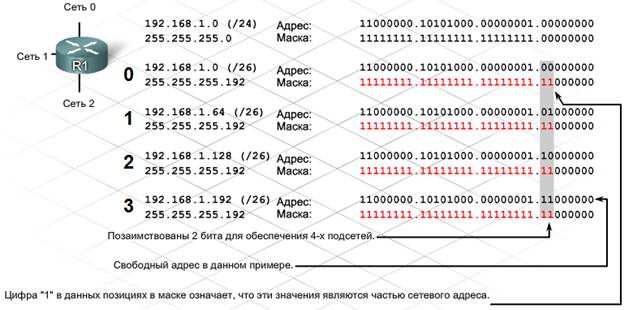 Сеть 0
192.168.1.0 (/24) Адрес: 11000000.10101000.00000001.00000000
255.255.255.0 Маска: 11111111.11111111.11111111.00000000
Сеть 1
R1
0 192.168.1.0 (/26) Адрес: 11000000.10101000.00000001.00000000
255.255.255.192 Маска: 11111111.11111111.11111111.11000000
Сеть 2
1 192.168.1.64 (/26) Адрес: 11000000.10101000.00000001.01000000
255.255.255.192 Маска: 11111111.11111111.11111111.11000000
2 192.168.1.128 (/26) Адрес: 11000000.10101000.00000001.10000000
255.255.255.192 Маска: 11111111.11111111.11111111.11000000
3 192.168.1.192 (/26) Адрес: 11000000.10101000.00000001.11000000
255.255.255.192 Маска: 11111111.11111111.11111111.11000000
Позаимствованы 2 бита для обеспечения 4-х подсетей.
Свободный адрес в данном примере.
Цифра "1" в данных позициях в маске означает, что эти значения являются частью сетевого адреса.